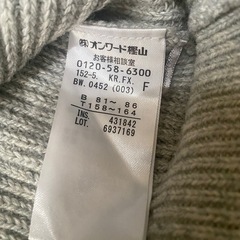 ㈱オンワード樫山
お客様相談室
0120-58-6300
152-5. KR.FX. F
BW.0452 (003)
B 81~ 86
T 158~164
INS. 431842
LOT. 6937169